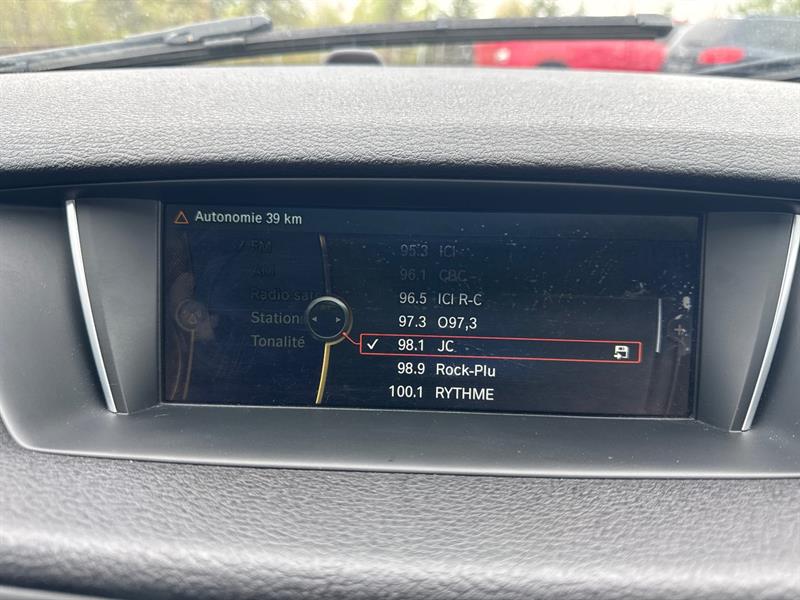 Autonomie 39 km
FM
AM
Radio sat
Station
Tonalité
95.3 ICI
96.1 CBC
96.5 ICI R-C
97.3 O97,3
98.1 JC
98.9 Rock-Plu
100.1 RYTHME